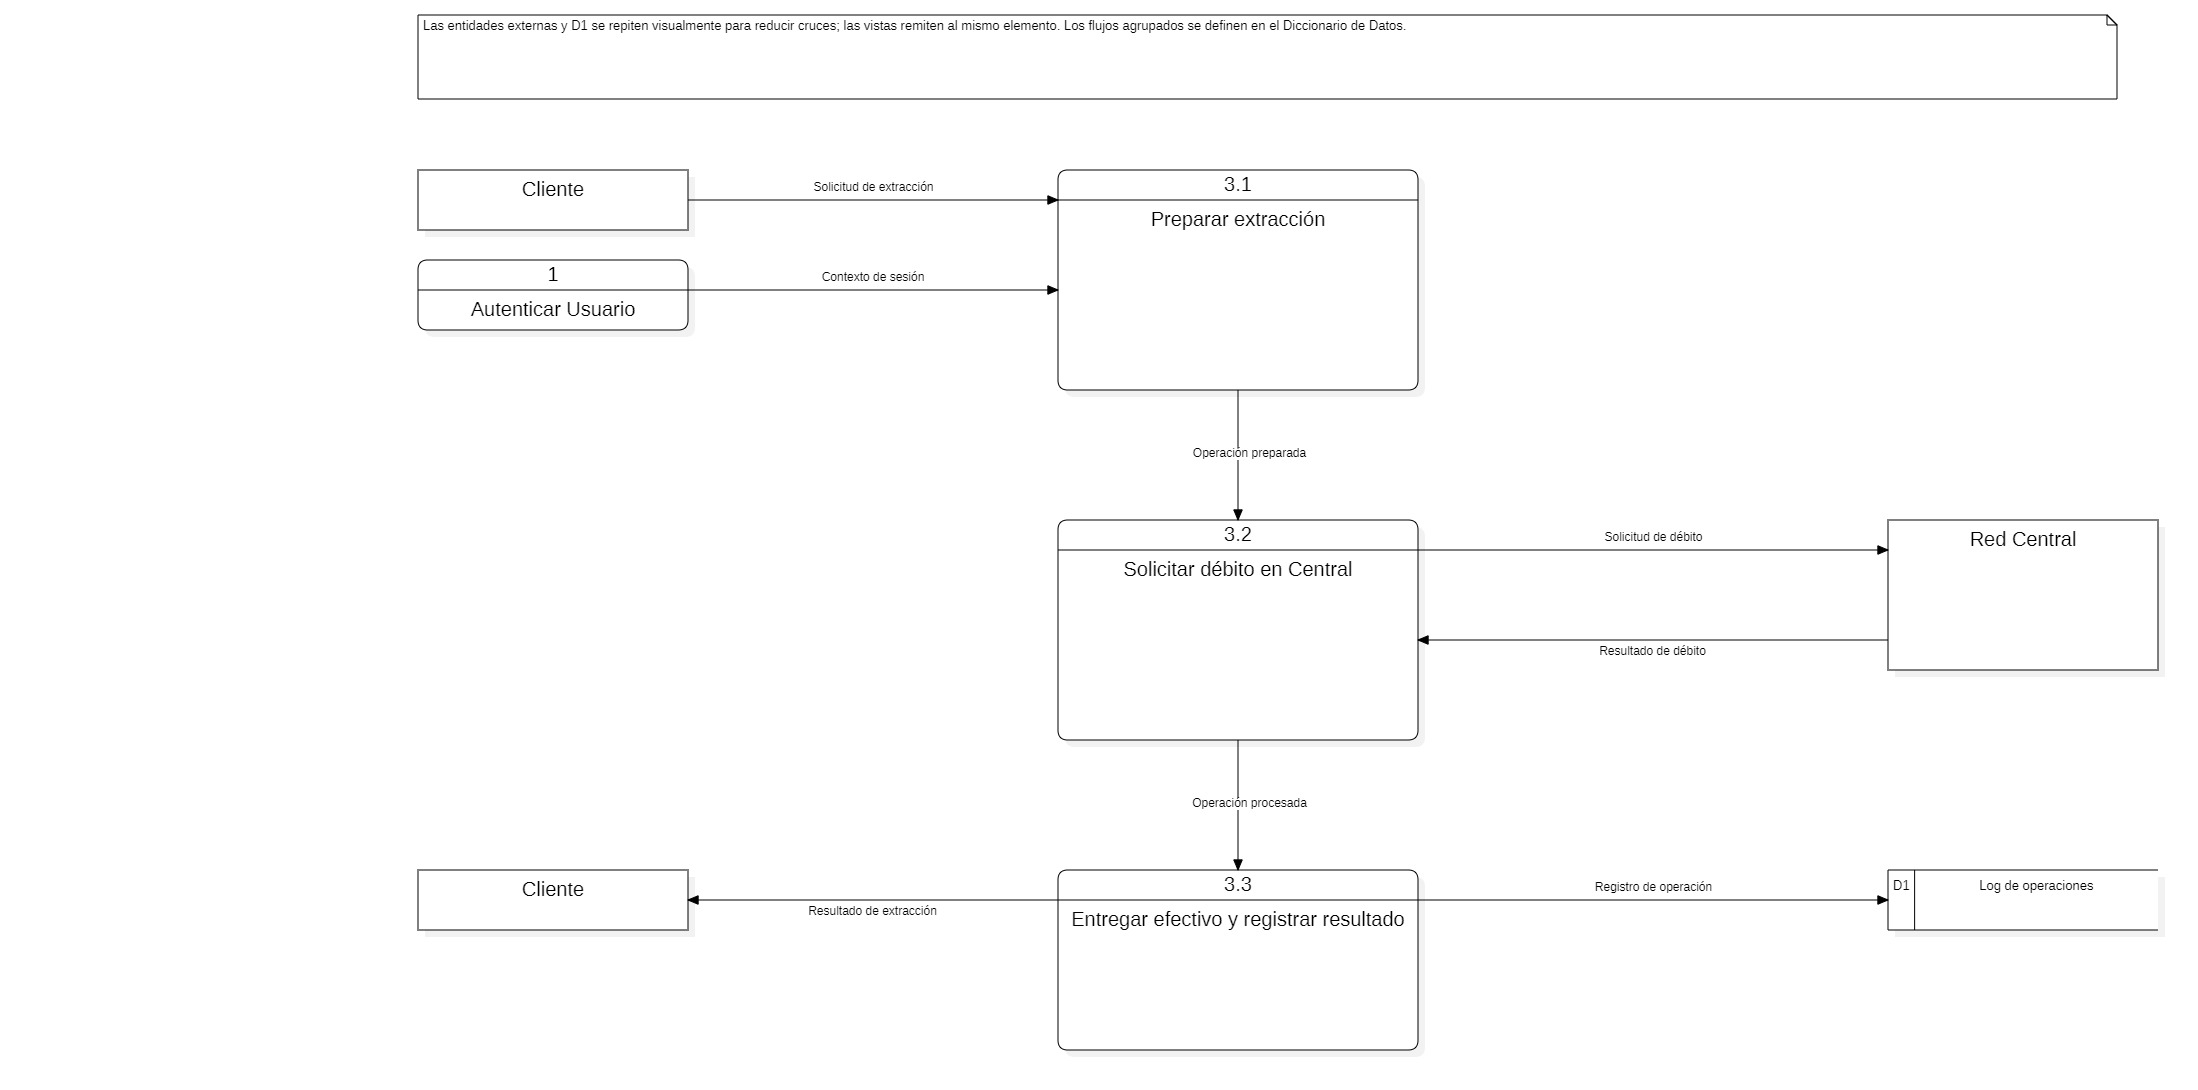 Las entidades externas y D1 se repiten visualmente para reducir cruces; las vistas remiten al mismo elemento. Los flujos agrupados se definen en el Diccionario de Datos.
Cliente
Solicitud de extracción
3.1
Preparar extracción
1
Autenticar Usuario
Contexto de sesión
Operación preparada
3.2
Solicitar débito en Central
Solicitud de débito
Red Central
Resultado de débito
Operación procesada
Cliente
Resultado de extracción
3.3
Entregar efectivo y registrar resultado
Registro de operación
D1
Log de operaciones